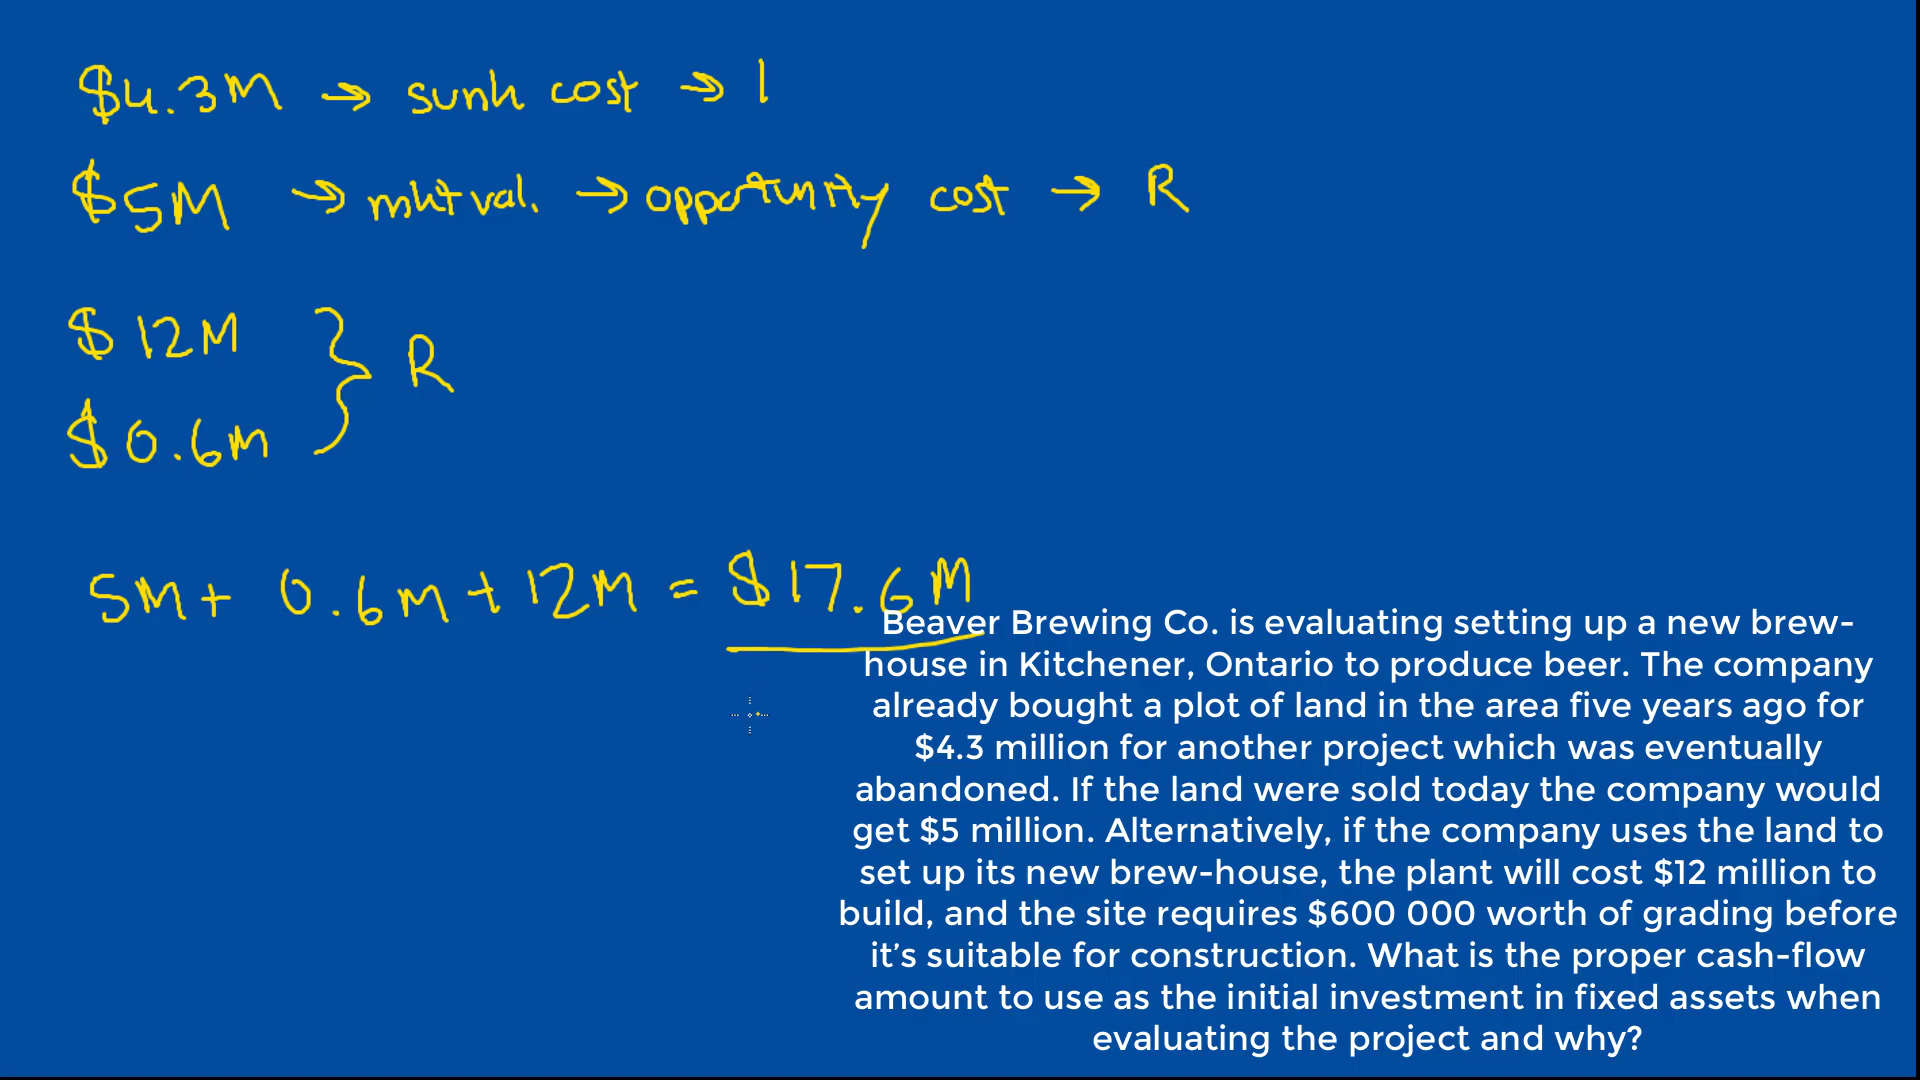 $4.3M → sunk cost → I
$5M → mkt val. → opportunity cost → R
$12M
$0.6M } R
5M + 0.6M + 12M = $17.6M
Beaver Brewing Co. is evaluating setting up a new brew-
house in Kitchener, Ontario to produce beer. The company
already bought a plot of land in the area five years ago for
$4.3 million for another project which was eventually
abandoned. If the land were sold today the company would
get $5 million. Alternatively, if the company uses the land to
set up its new brew-house, the plant will cost $12 million to
build, and the site requires $600 000 worth of grading before
it’s suitable for construction. What is the proper cash-flow
amount to use as the initial investment in fixed assets when
evaluating the project and why?